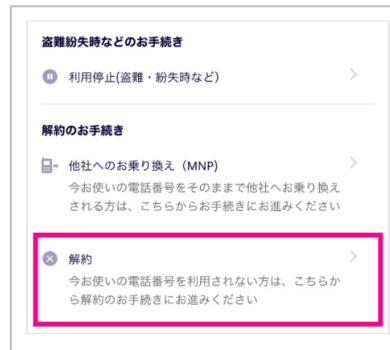 盗難紛失時などのお手続き
利用停止(盗難・紛失時など)
解約のお手続き
他社へのお乗り換え（MNP)
今お使いの電話番号をそのままで他社へお乗り換え
される方は、こちらからお手続きにお進みください
解約
今お使いの電話番号を利用されない方は、こちらか
ら解約のお手続きにお進みください